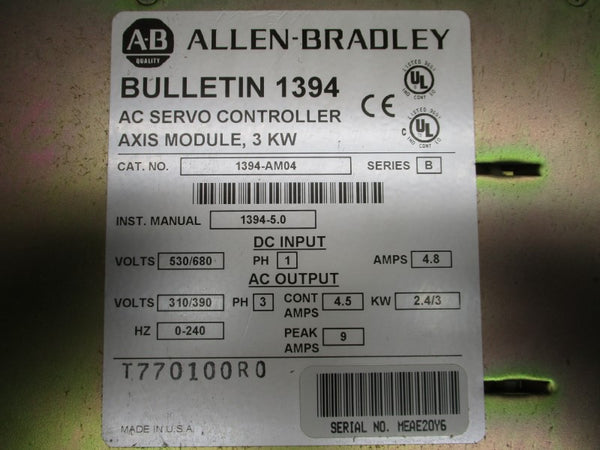 A-B ALLEN-BRADLEY
QUALITY
BULLETIN 1394
AC SERVO CONTROLLER
AXIS MODULE, 3 KW
CE
UL
C UL
CAT. NO. 1394-AM04 SERIES B
INST. MANUAL 1394-5.0
DC INPUT
VOLTS 530/680 PH 1 AMPS 4.8
AC OUTPUT
VOLTS 310/390 PH 3 CONT AMPS 4.5 KW 2.4/3
HZ 0-240 PEAK AMPS 9
T770100R0
MADE IN U.S.A.
SERIAL NO. MEAE20Y6